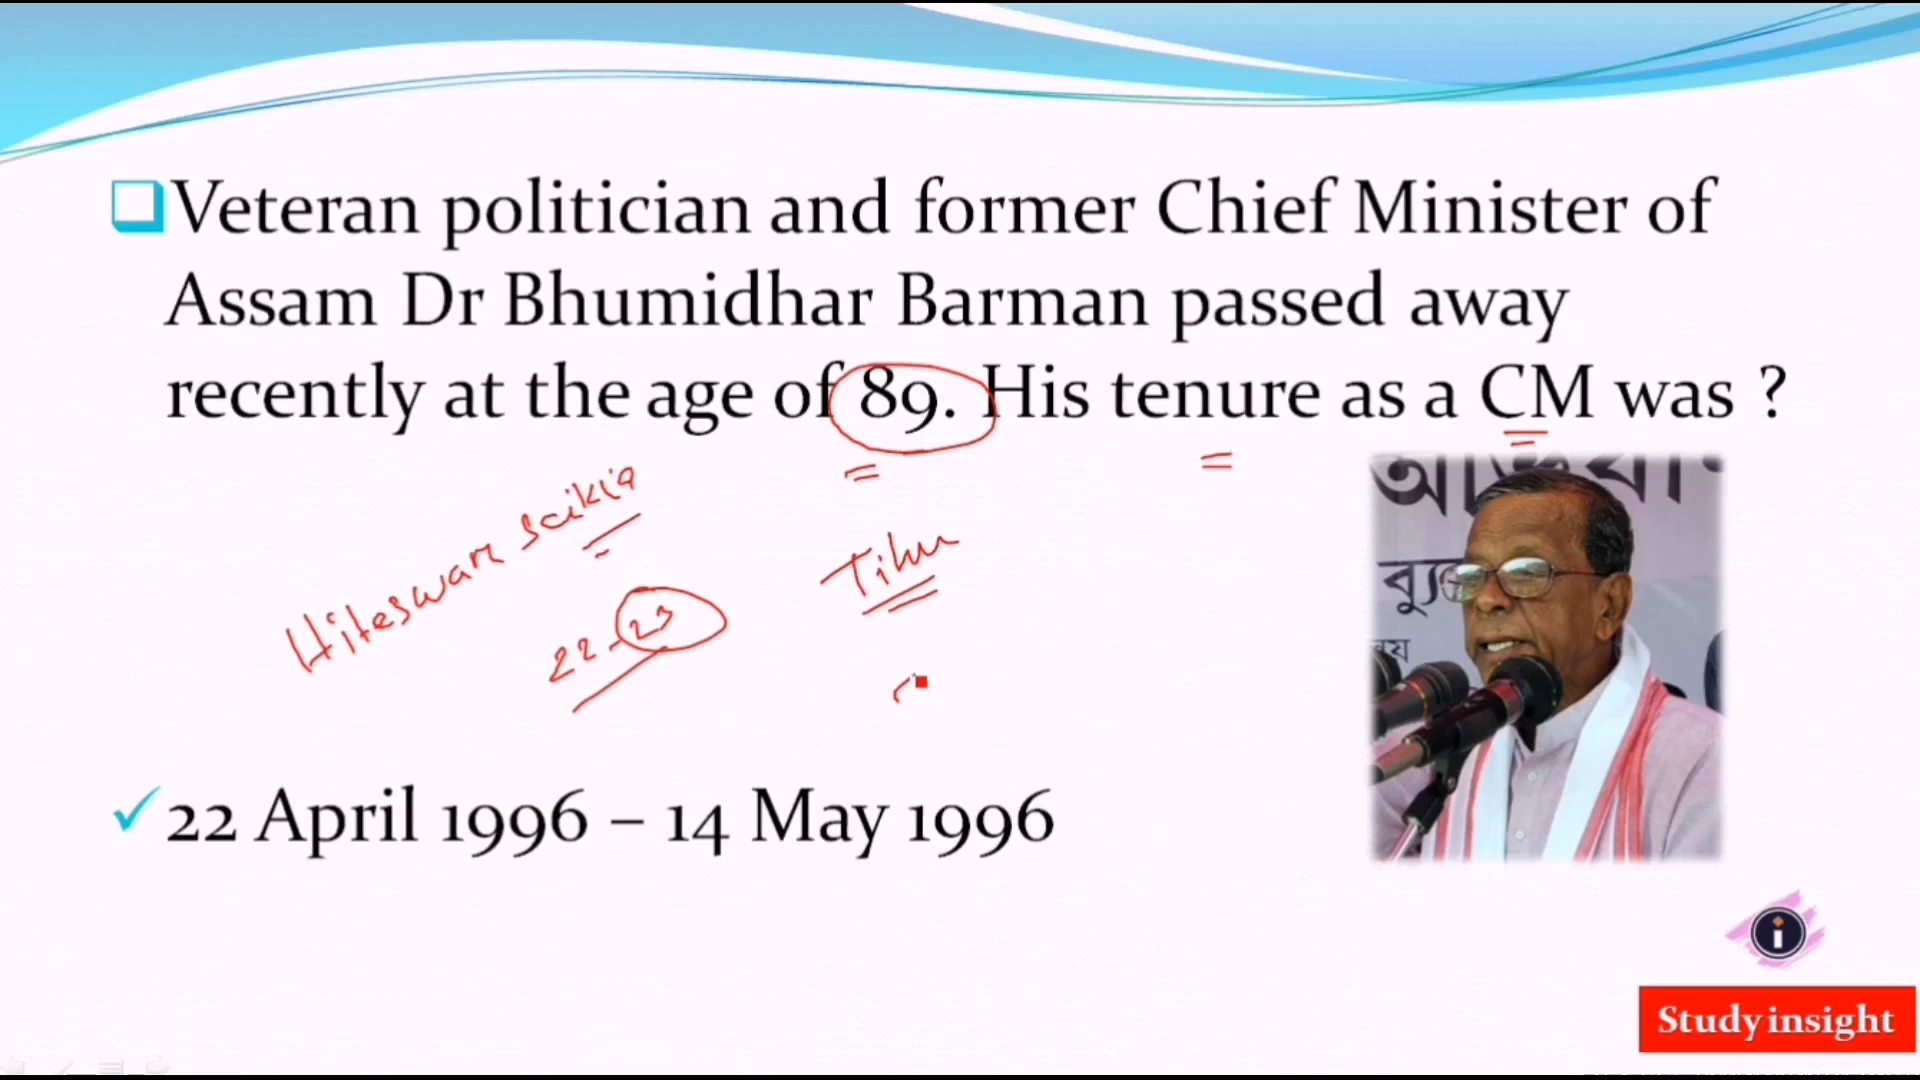 Veteran politician and former Chief Minister of
Assam Dr Bhumidhar Barman passed away
recently at the age of 89. His tenure as a CM was ?
Hiteswar Saikia
22-23
Tihu
22 April 1996 – 14 May 1996
i
Study insight